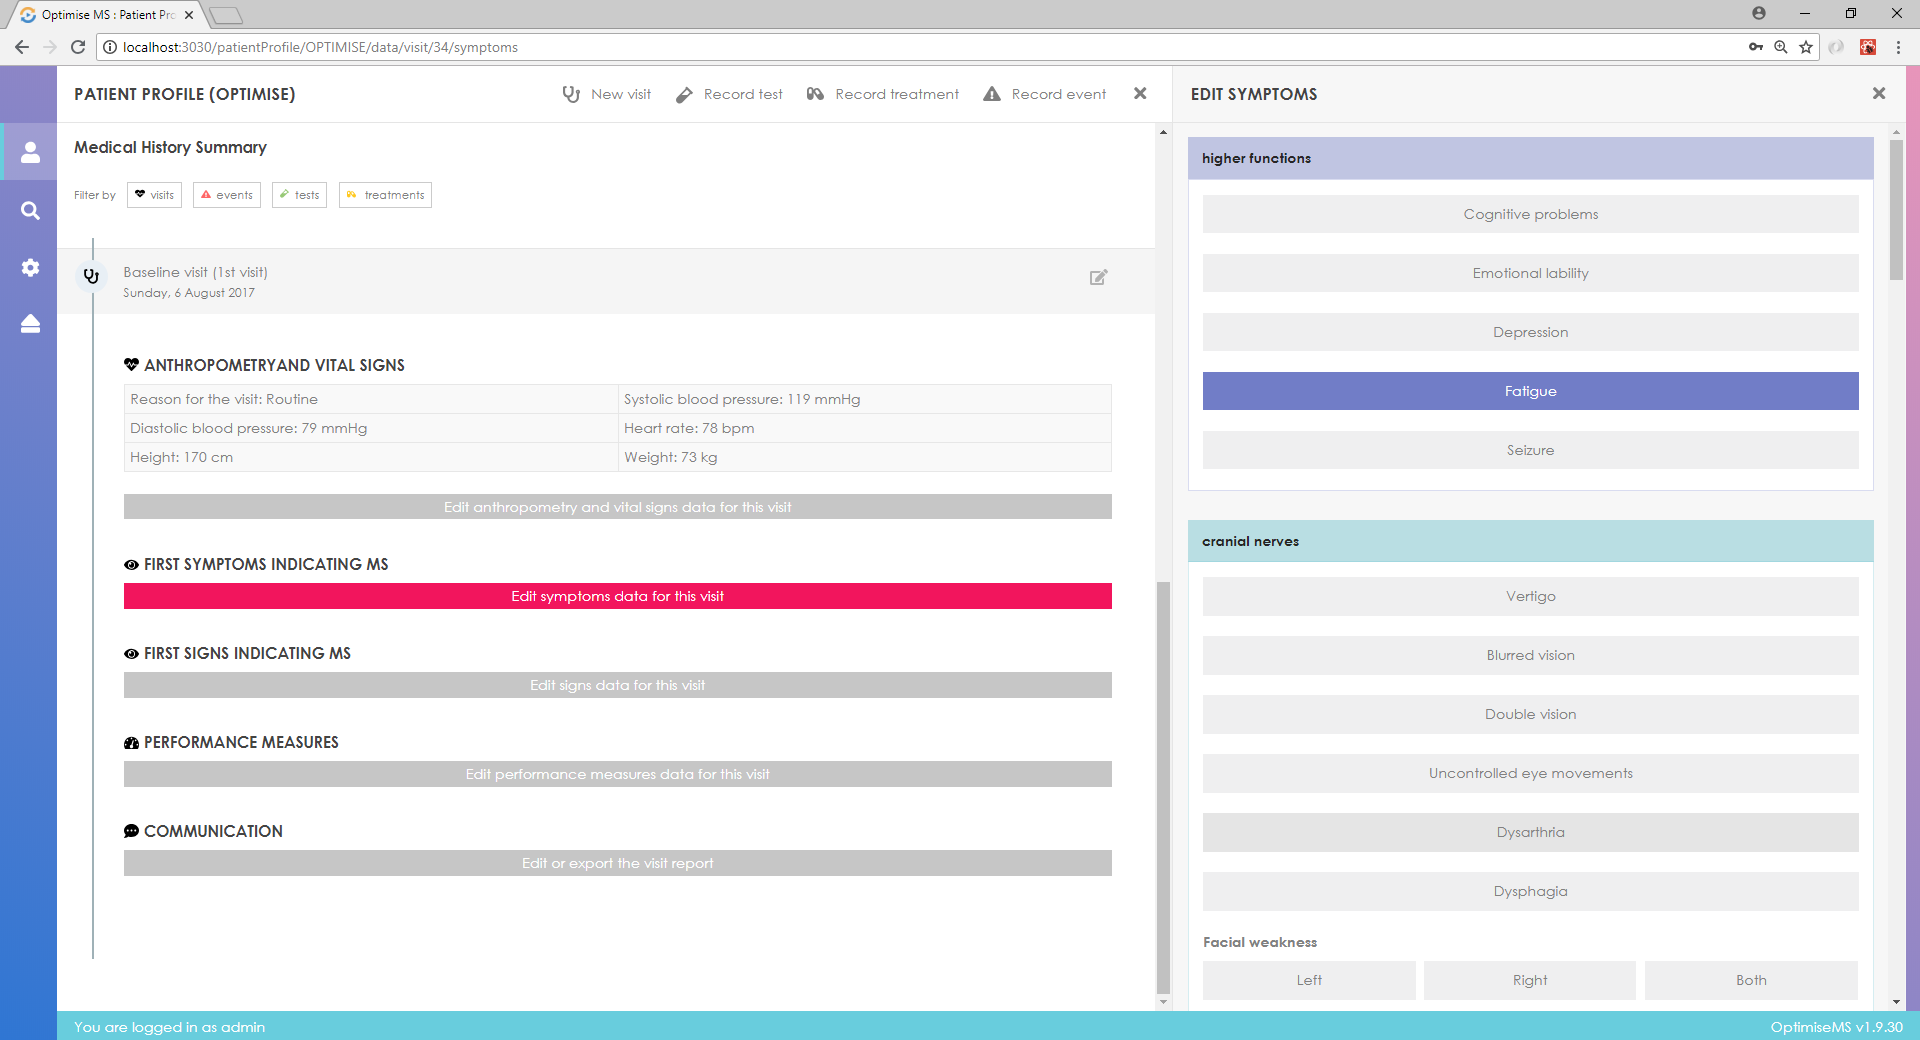 Optimise MS : Patient Pro
localhost:3030/patientProfile/OPTIMISE/data/visit/34/symptoms
PATIENT PROFILE (OPTIMISE)
New visit
Record test
Record treatment
Record event
Medical History Summary
Filter by
visits
events
tests
treatments
Baseline visit (1st visit)
Sunday, 6 August 2017
ANTHROPOMETRYAND VITAL SIGNS
Reason for the visit: Routine
Systolic blood pressure: 119 mmHg
Diastolic blood pressure: 79 mmHg
Heart rate: 78 bpm
Height: 170 cm
Weight: 73 kg
Edit anthropometry and vital signs data for this visit
FIRST SYMPTOMS INDICATING MS
Edit symptoms data for this visit
FIRST SIGNS INDICATING MS
Edit signs data for this visit
PERFORMANCE MEASURES
Edit performance measures data for this visit
COMMUNICATION
Edit or export the visit report
EDIT SYMPTOMS
higher functions
Cognitive problems
Emotional lability
Depression
Fatigue
Seizure
cranial nerves
Vertigo
Blurred vision
Double vision
Uncontrolled eye movements
Dysarthria
Dysphagia
Facial weakness
Left
Right
Both
You are logged in as admin
OptimiseMS v1.9.30